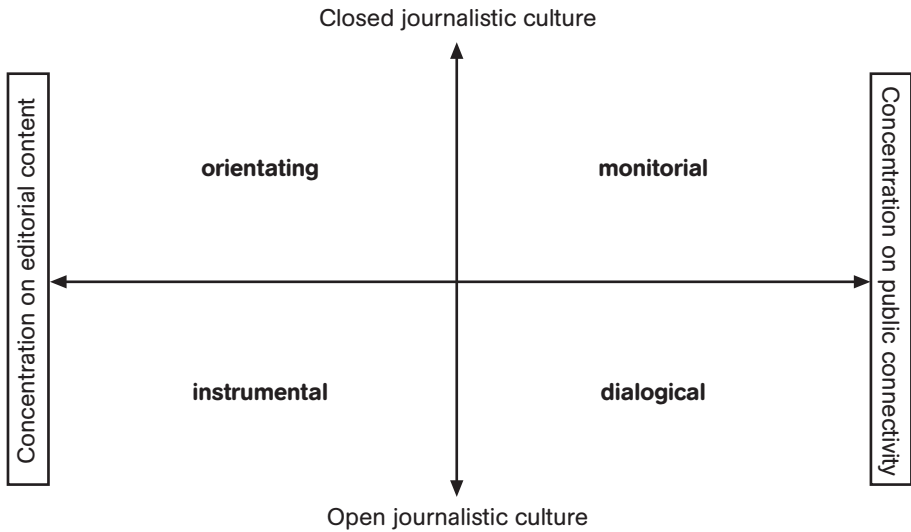 Closed journalistic culture
Concentration on editorial content
Concentration on public connectivity
orientating
monitorial
instrumental
dialogical
Open journalistic culture